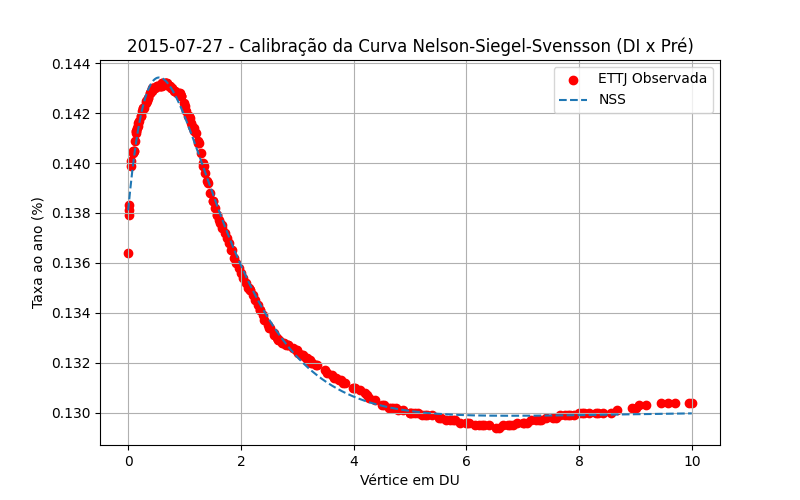 2015-07-27 - Calibração da Curva Nelson-Siegel-Svensson (DI x Pré)
ETTJ Observada
NSS
Taxa ao ano (%)
0.144
0.142
0.140
0.138
0.136
0.134
0.132
0.130
0 2 4 6 8 10
Vértice em DU